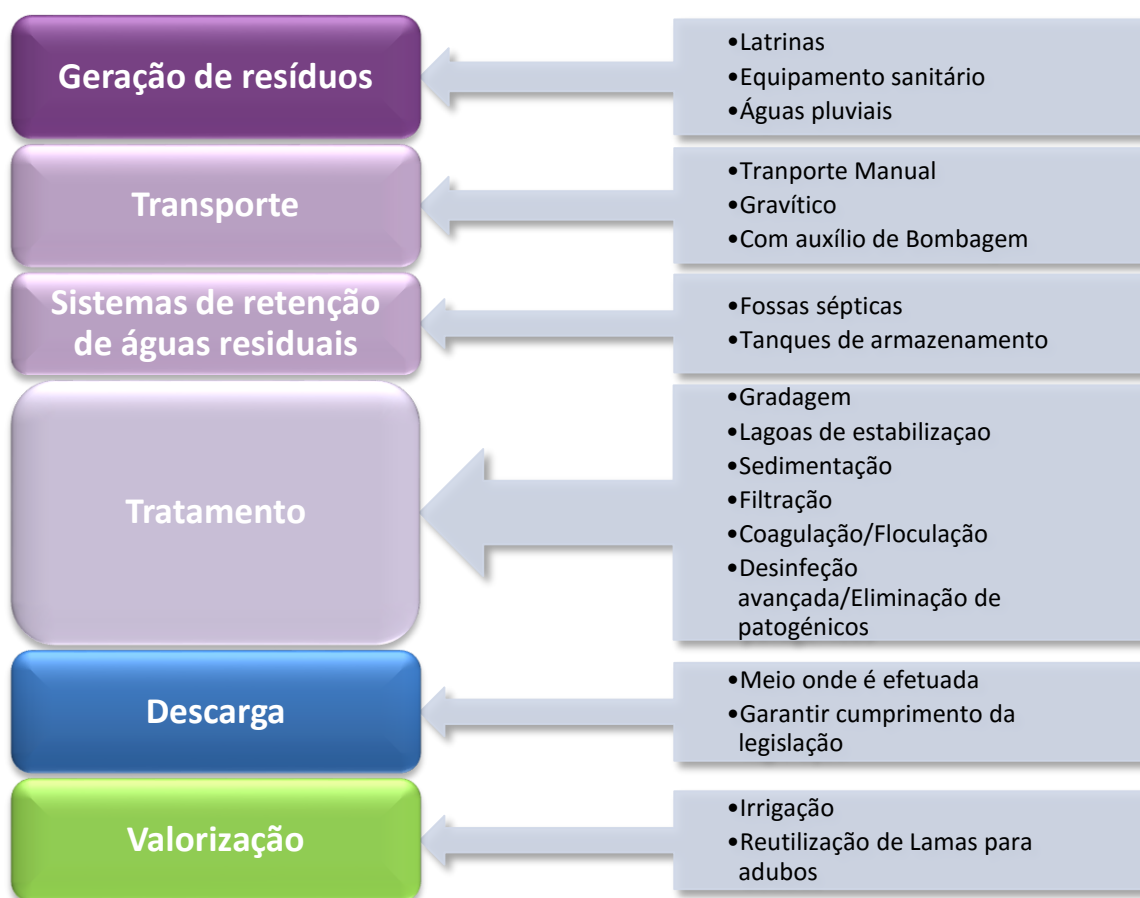 Geração de resíduos
•Latrinas
•Equipamento sanitário
•Águas pluviais
Transporte
•Tranporte Manual
•Gravítico
•Com auxílio de Bombagem
Sistemas de retenção
de águas residuais
•Fossas sépticas
•Tanques de armazenamento
Tratamento
•Gradagem
•Lagoas de estabilizaçao
•Sedimentação
•Filtração
•Coagulação/Floculação
•Desinfeção
avançada/Eliminação de
patogénicos
Descarga
•Meio onde é efetuada
•Garantir cumprimento da
legislação
Valorização
•Irrigação
•Reutilização de Lamas para
adubos